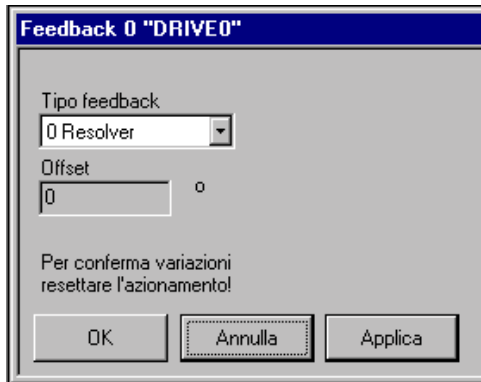 Feedback 0 "DRIVE0"
Tipo feedback
0 Resolver
Offset
0 °
Per conferma variazioni
resettare l'azionamento!
OK Annulla Applica